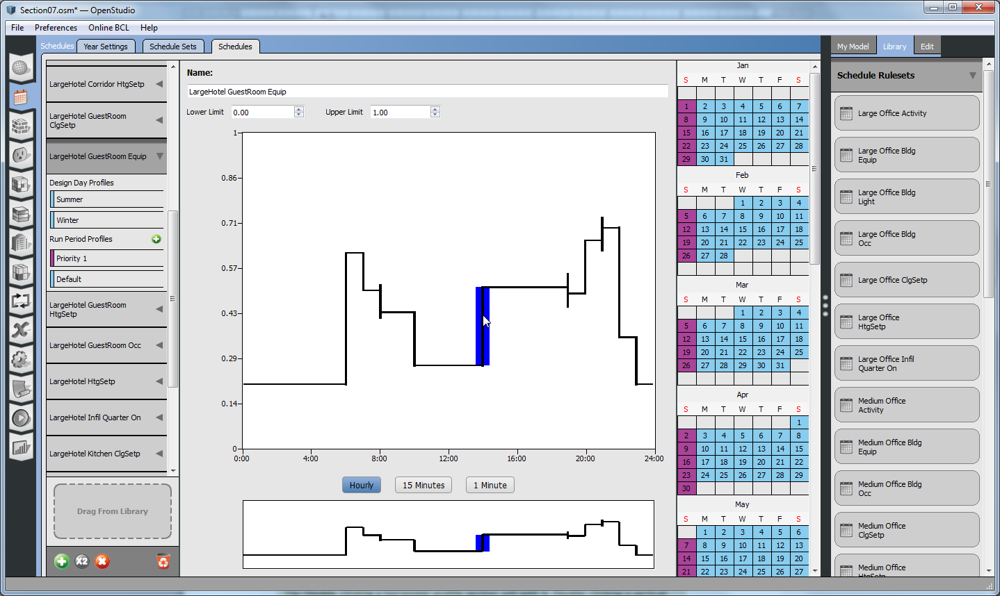 Section07.osm* — OpenStudio
File Preferences Online BCL Help
Schedules Year Settings Schedule Sets Schedules
LargeHotel Corridor HtgSetp
LargeHotel GuestRoom
ClgSetp
LargeHotel GuestRoom Equip
Design Day Profiles
Summer
Winter
Run Period Profiles
Priority 1
Default
LargeHotel GuestRoom
HtgSetp
LargeHotel GuestRoom Occ
LargeHotel HtgSetp
LargeHotel Infil Quarter On
LargeHotel Kitchen ClgSetp
Drag From Library
X2
Name:
LargeHotel GuestRoom Equip
Lower Limit 0.00 Upper Limit 1.00
1
0.86
0.71
0.57
0.43
0.29
0.14
0
0:00 4:00 8:00 12:00 16:00 20:00 24:00
Hourly 15 Minutes 1 Minute
Jan
S M T W T F S
1 2 3 4 5 6 7
8 9 10 11 12 13 14
15 16 17 18 19 20 21
22 23 24 25 26 27 28
29 30 31
Feb
S M T W T F S
1 2 3 4
5 6 7 8 9 10 11
12 13 14 15 16 17 18
19 20 21 22 23 24 25
26 27 28
Mar
S M T W T F S
1 2 3 4
5 6 7 8 9 10 11
12 13 14 15 16 17 18
19 20 21 22 23 24 25
26 27 28 29 30 31
Apr
S M T W T F S
1
2 3 4 5 6 7 8
9 10 11 12 13 14 15
16 17 18 19 20 21 22
23 24 25 26 27 28 29
30
May
S M T W T F S
1 2 3 4 5 6
7 8 9 10 11 12 13
14 15 16 17 18 19 20
21 22 23 24 25 26 27
My Model Library Edit
Schedule Rulesets
Large Office Activity
Large Office Bldg
Equip
Large Office Bldg
Light
Large Office Bldg
Occ
Large Office ClgSetp
Large Office
HtgSetp
Large Office Infil
Quarter On
Medium Office
Activity
Medium Office Bldg
Equip
Medium Office Bldg
Occ
Medium Office
ClgSetp
Medium Office
HtgSetp